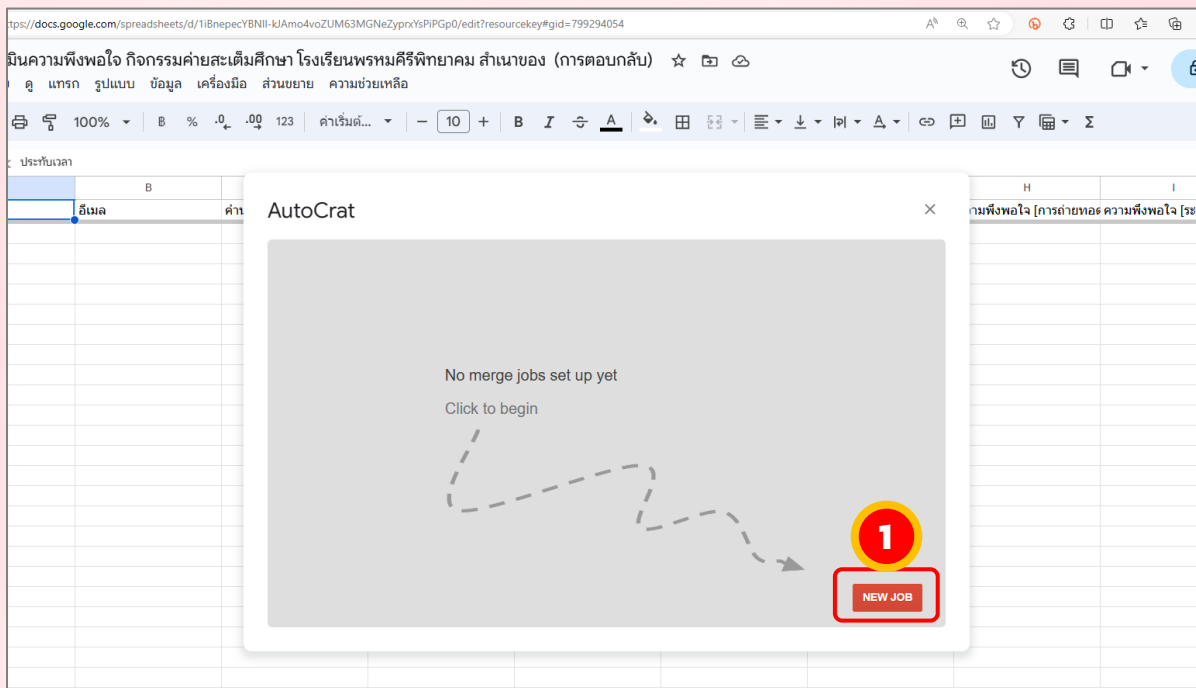 ttps://docs.google.com/spreadsheets/d/1iBnepecYBNlI-kJAmo4voZUM63MGNeZyprxYsPiPGp0/edit?resourcekey#gid=799294054
มินความพึงพอใจ กิจกรรมค่ายสะเต็มศึกษา โรงเรียนพรหมคีรีพิทยาคม สำเนาของ (การตอบกลับ)
ดู แทรก รูปแบบ ข้อมูล เครื่องมือ ส่วนขยาย ความช่วยเหลือ
100% B % .0 .00 123 ค่าเริ่มต้... − 10 + B I A Σ
ประทับเวลา
B H I
อีเมล ค่าน ามพึงพอใจ [การถ่ายทอด ความพึงพอใจ [ระ
AutoCrat
No merge jobs set up yet
Click to begin
1
NEW JOB